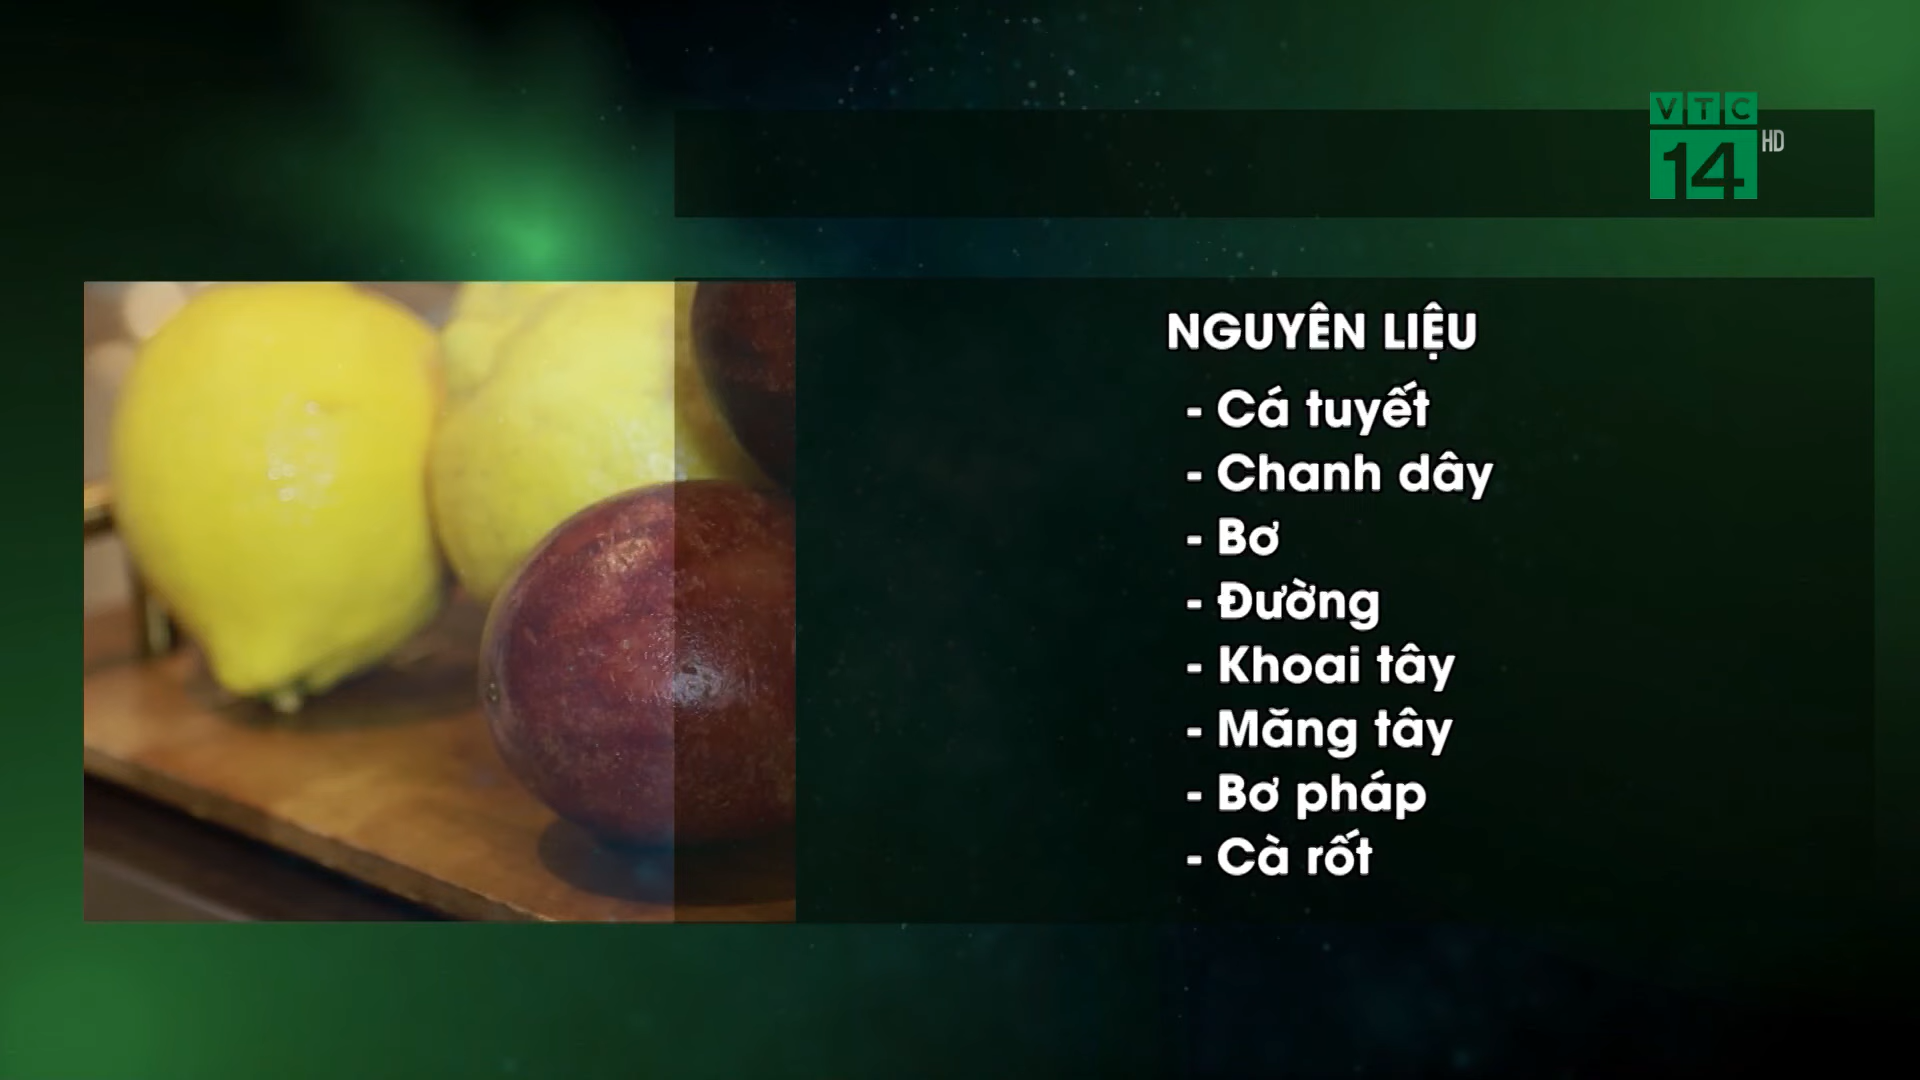 VTC
14 HD
NGUYÊN LIỆU
- Cá tuyết
- Chanh dây
- Bơ
- Đường
- Khoai tây
- Măng tây
- Bơ pháp
- Cà rốt